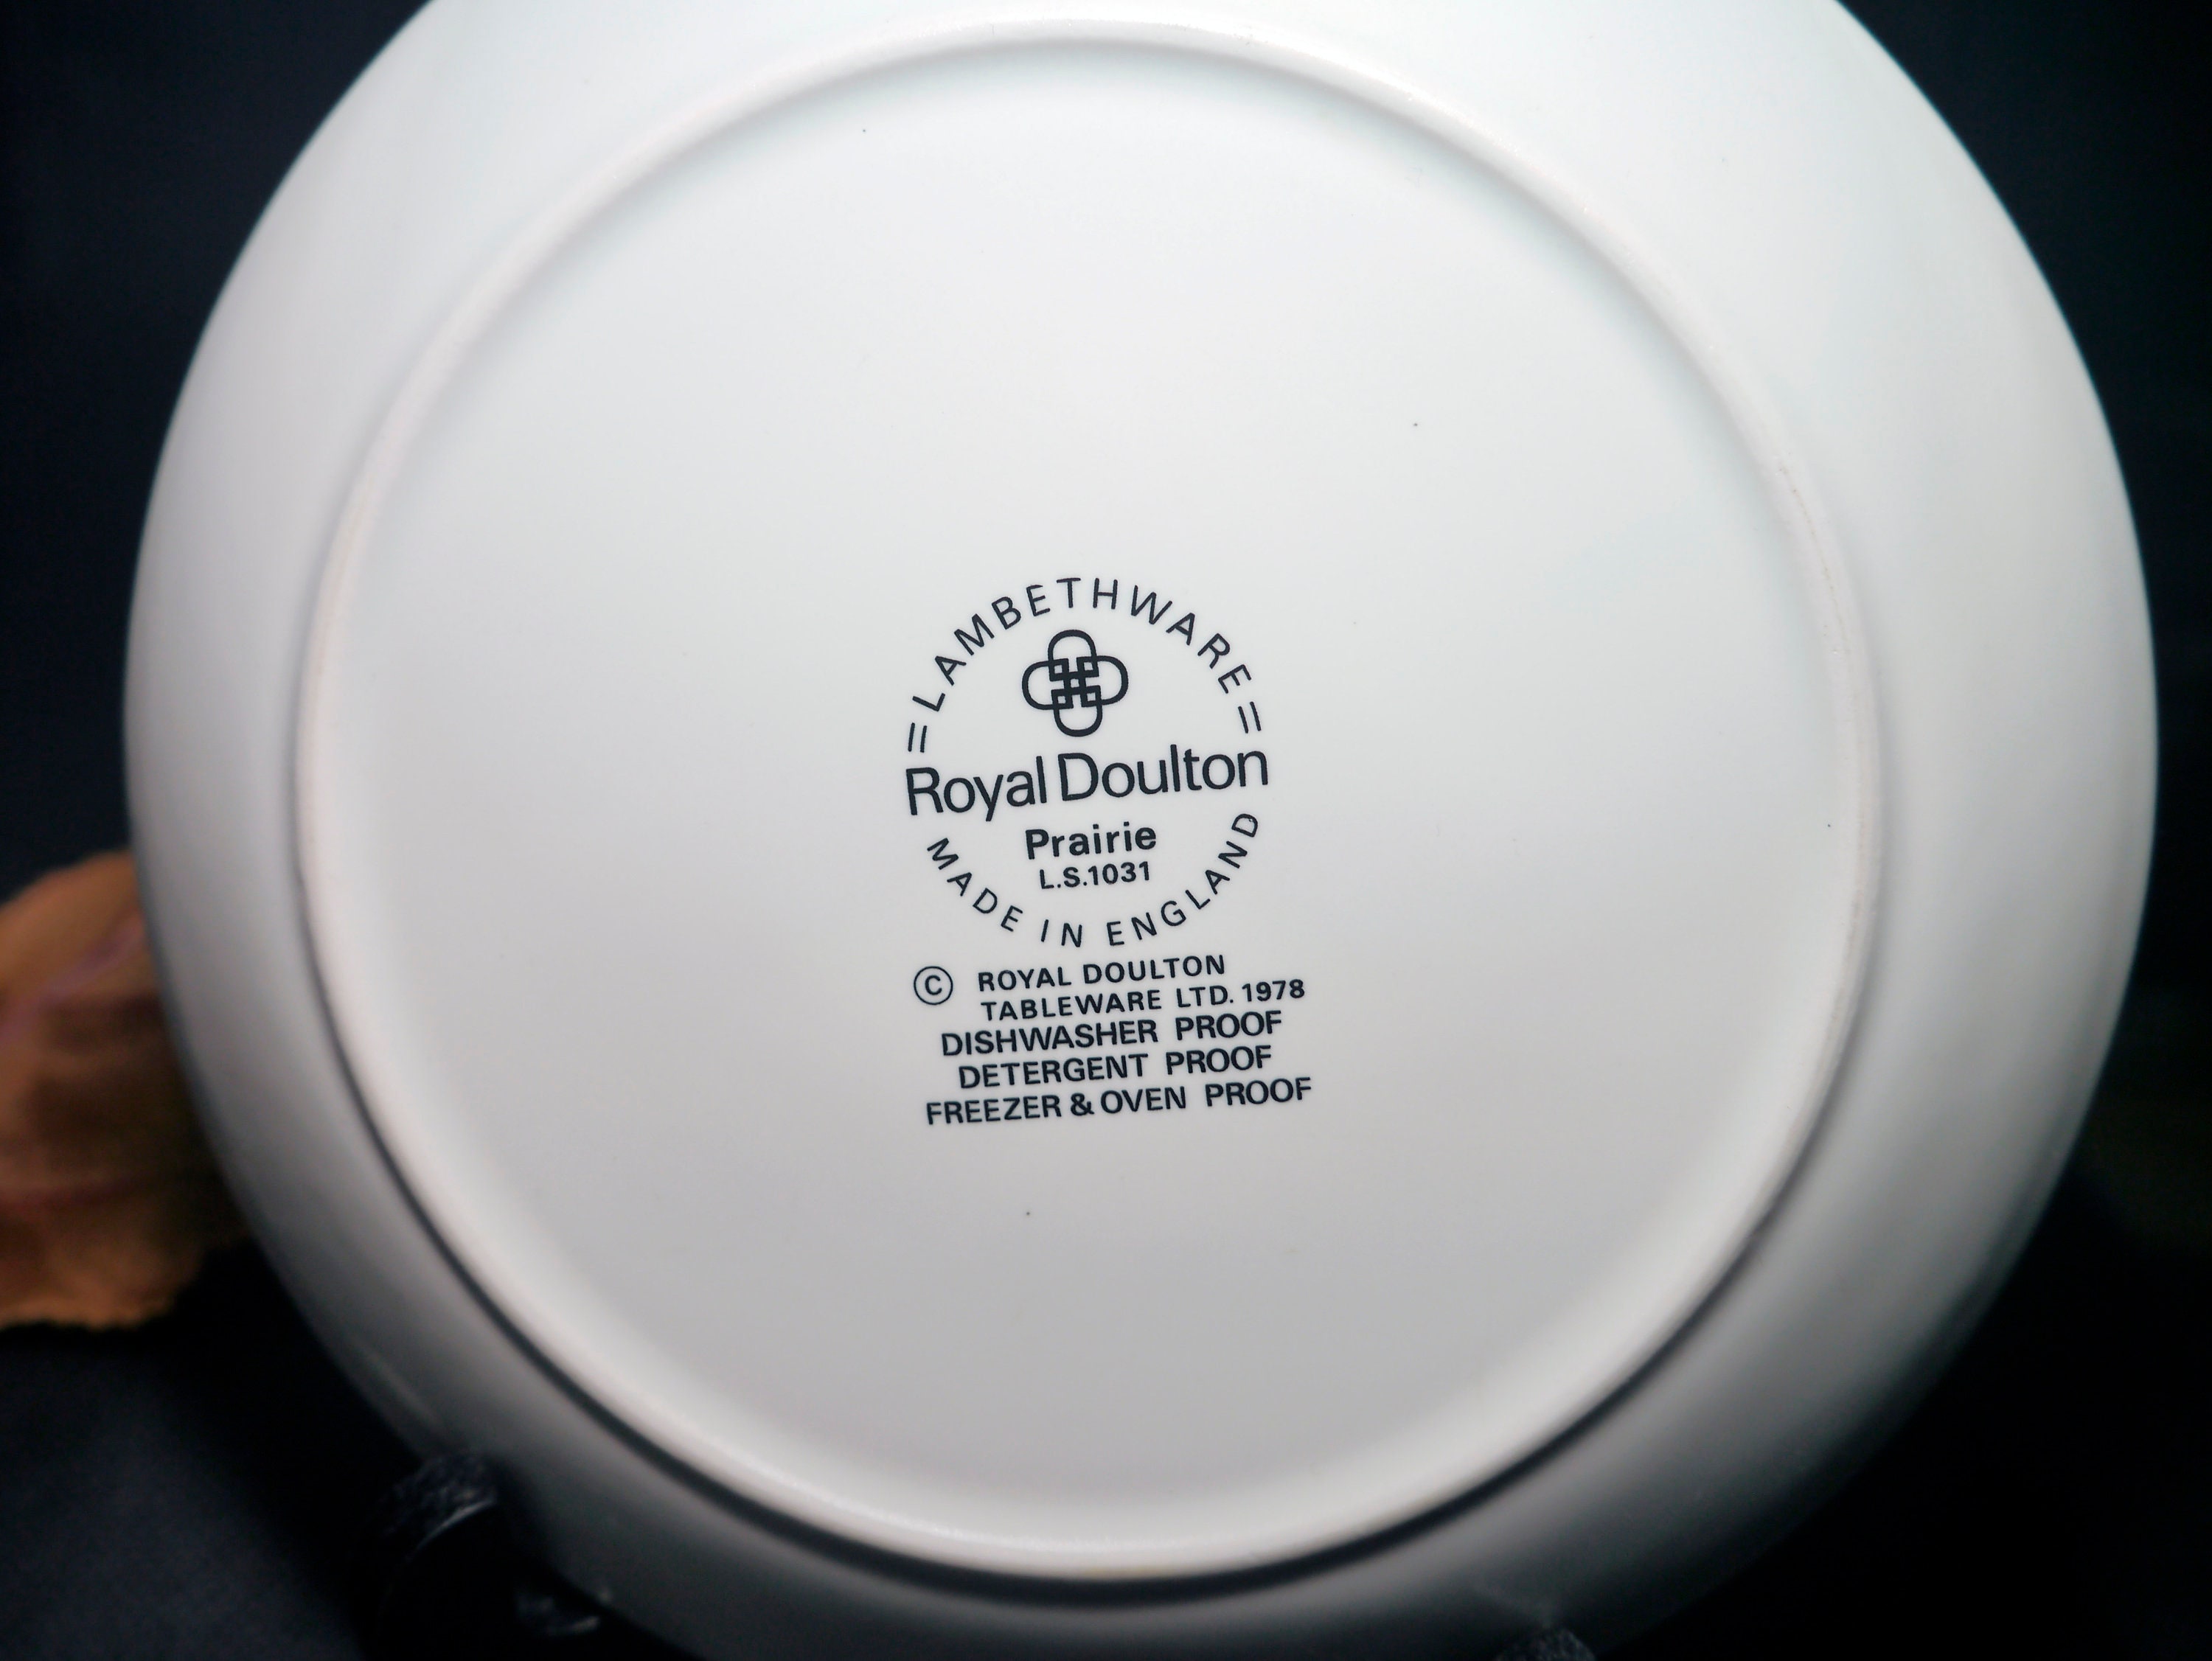 =LAMBETHWARE=
Royal Doulton
Prairie
L.S.1031
MADE IN ENGLAND
© ROYAL DOULTON
TABLEWARE LTD. 1978
DISHWASHER PROOF
DETERGENT PROOF
FREEZER & OVEN PROOF